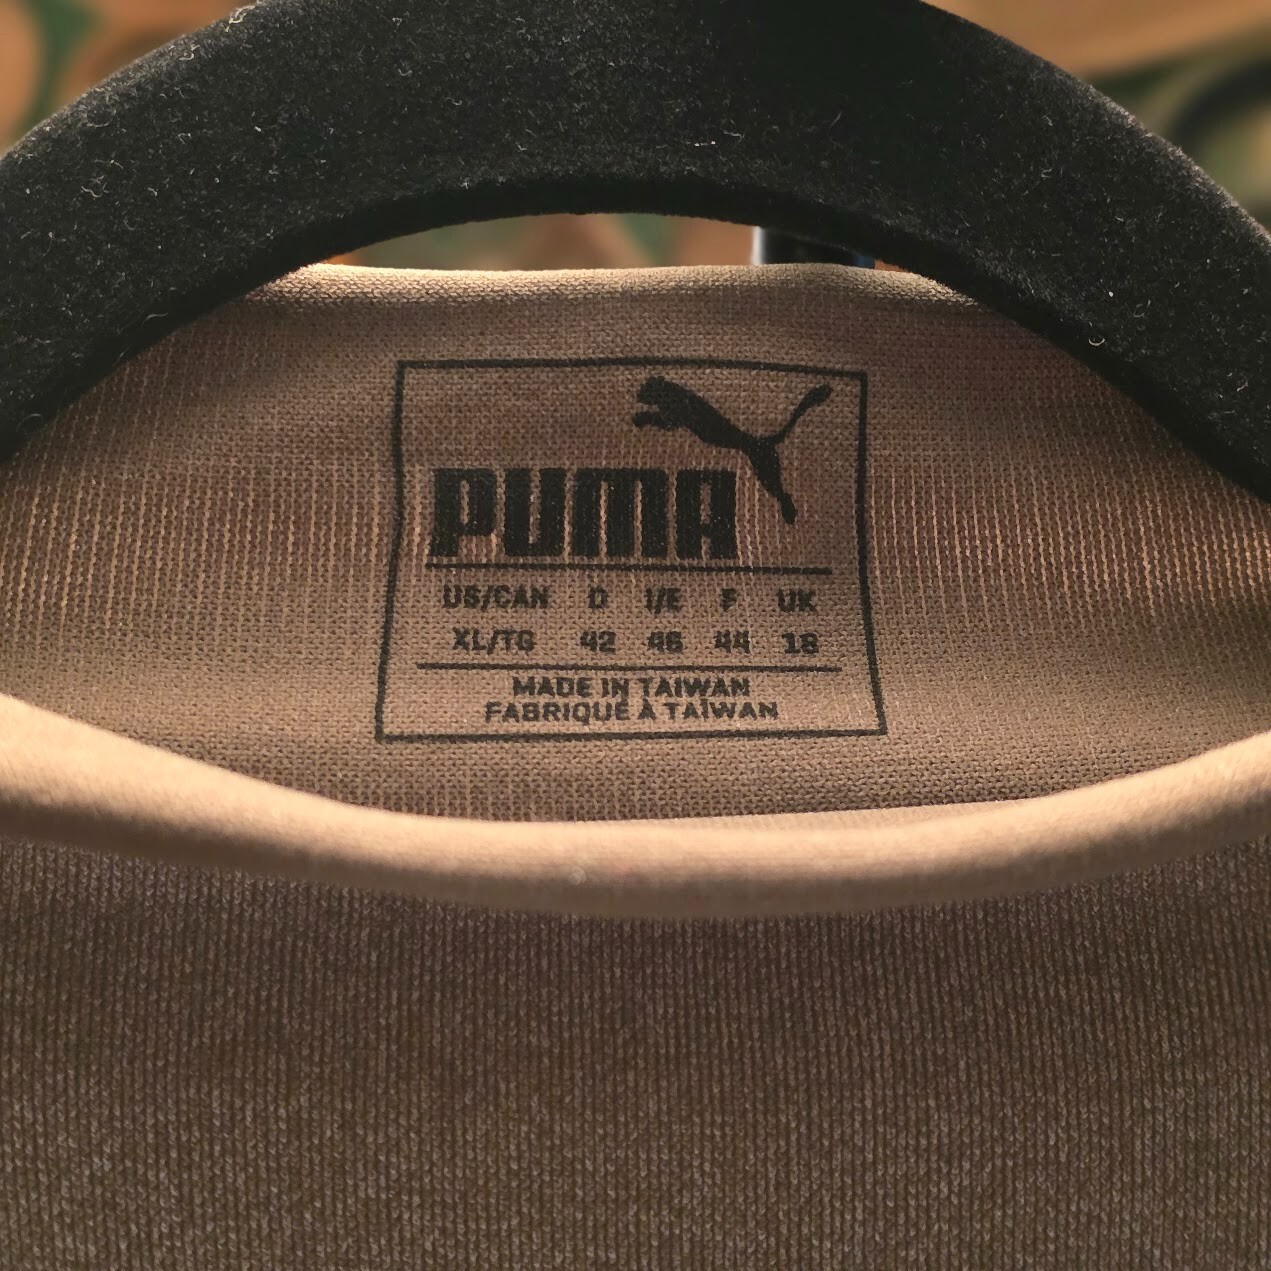 PUMA
US/CAN D I/E F UK
XL/TG 42 46 44 18
MADE IN TAIWAN
FABRIQUÉ À TAÏWAN